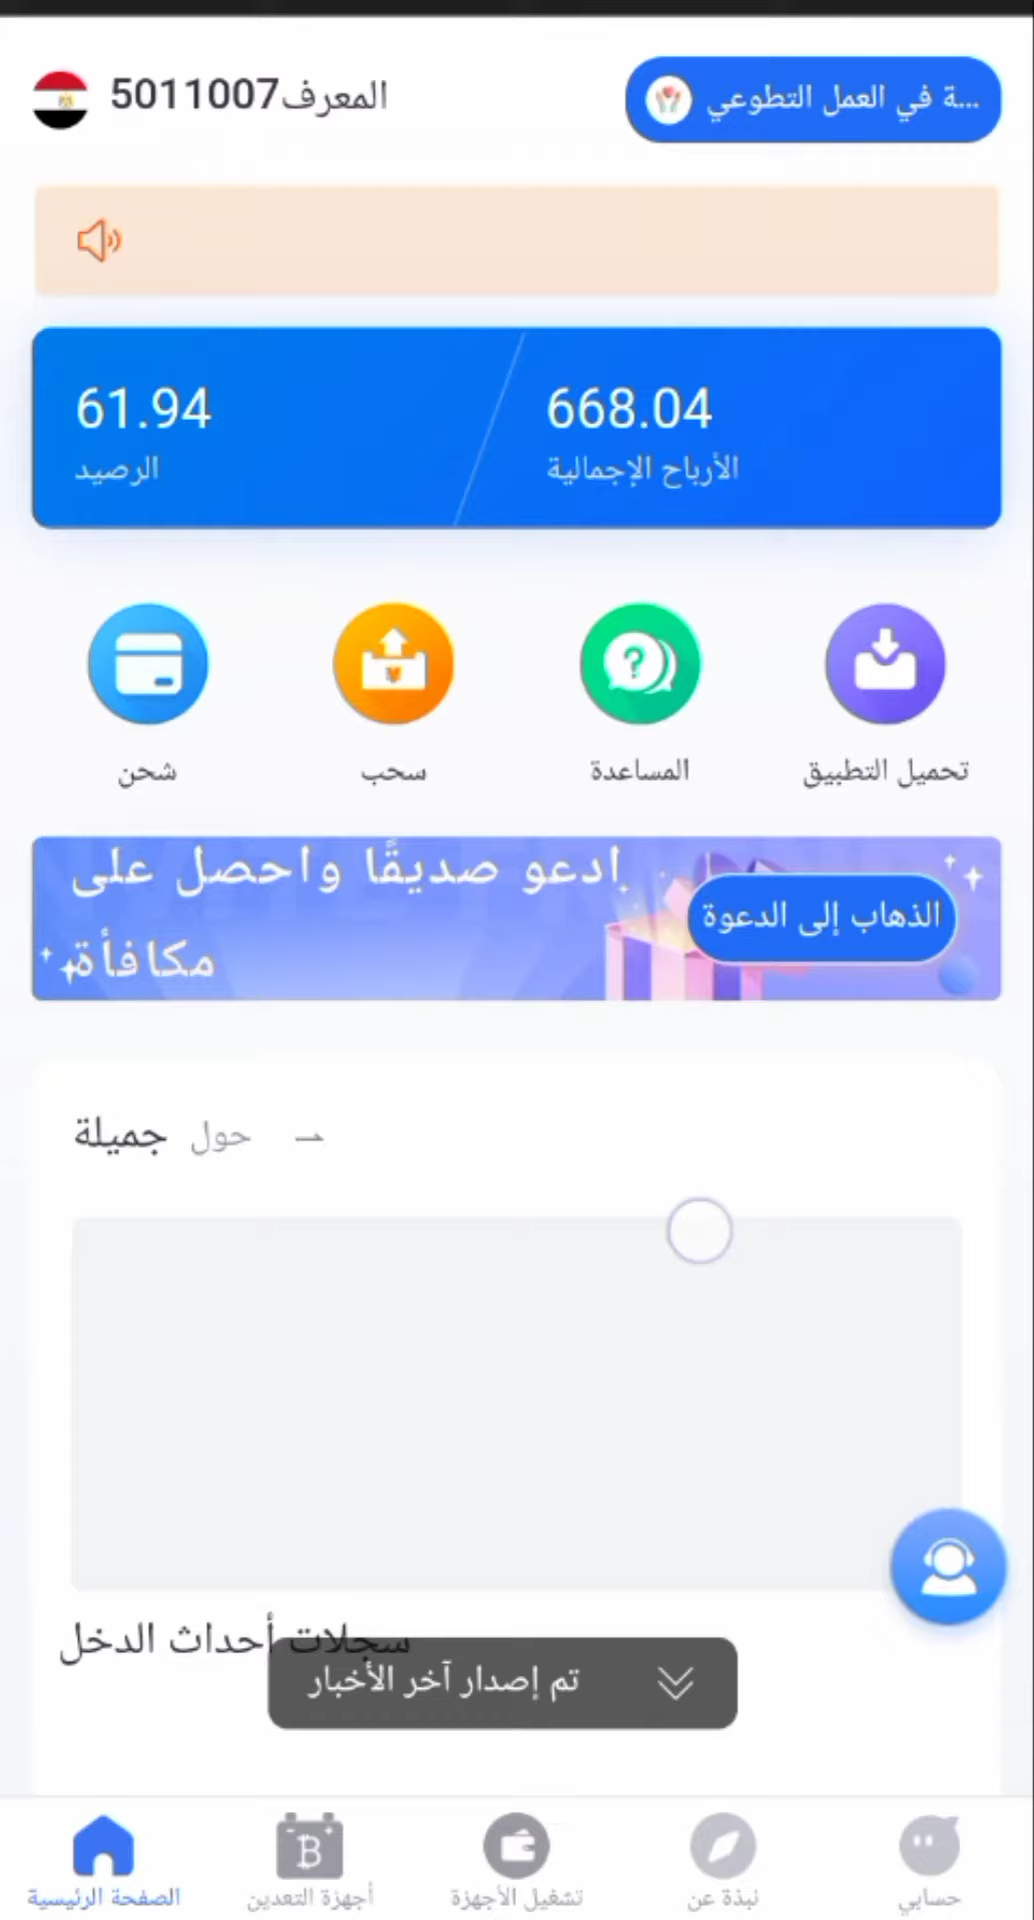 المعرف5011007
ة في العمل التطوعي...
61.94
الرصيد
668.04
الأرباح الإجمالية
شحن
سحب
المساعدة
تحميل التطبيق
ادعو صديقًا واحصل على
مكافأة
الذهاب إلى الدعوة
جميلة
حول
سجلات أحداث الدخل
تم إصدار آخر الأخبار
الصفحة الرئيسية
أجهزة التعدين
تشغيل الأجهزة
نبذة عن
حسابي